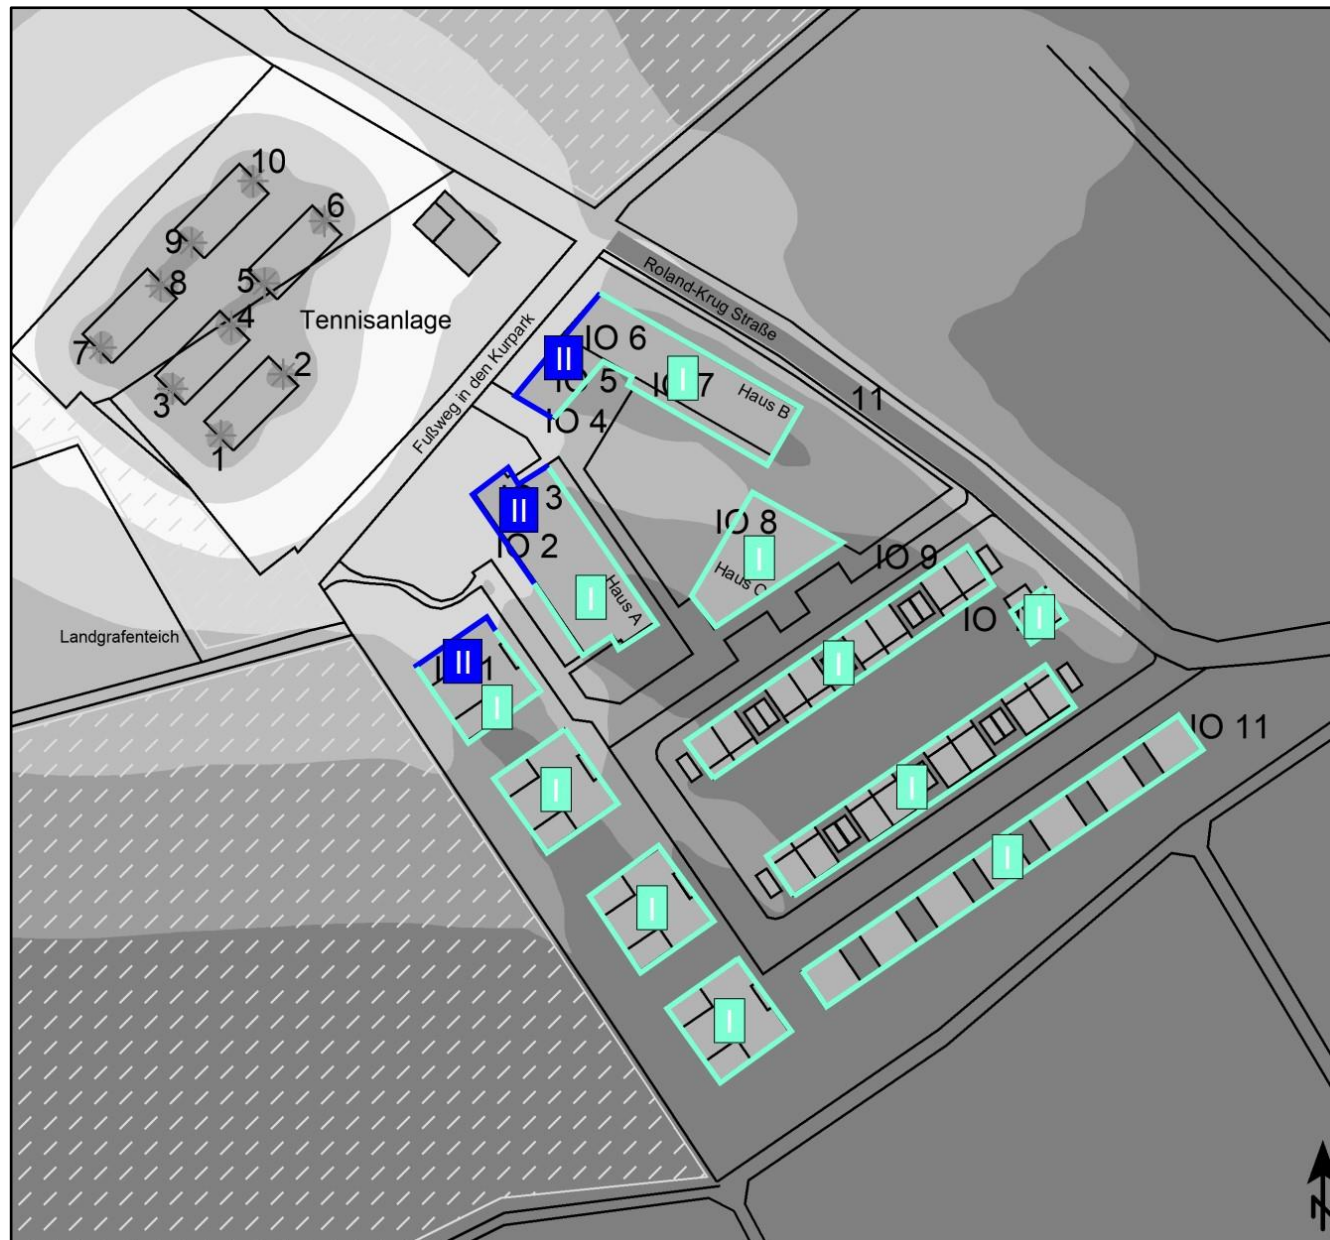 10
6
9
8
5
4
Tennisanlage
7
2
3
1
Fußweg in den Kurpark
Roland-Krug Straße
11
IO 6
II
IO 5
I
7
Haus B
IO 4
3
II
IO 2
I
Haus A
IO 8
I
Haus C
IO 9
IO
I
I
Landgrafenteich
II
1
I
I
I
I
I
I
IO 11
N